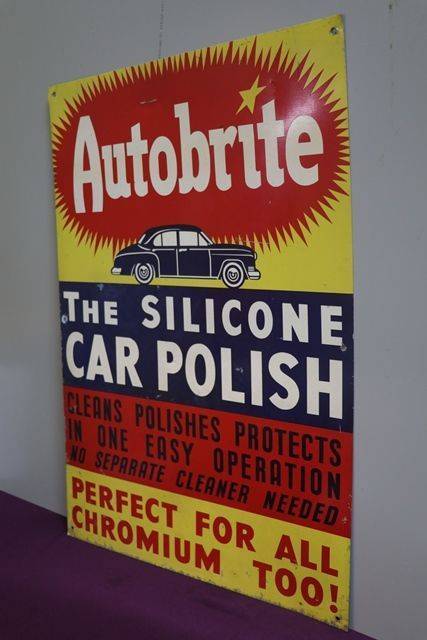 Autobrite
THE SILICONE
CAR POLISH
CLEANS POLISHES PROTECTS
IN ONE EASY OPERATION
NO SEPARATE CLEANER NEEDED
PERFECT FOR ALL
CHROMIUM TOO!